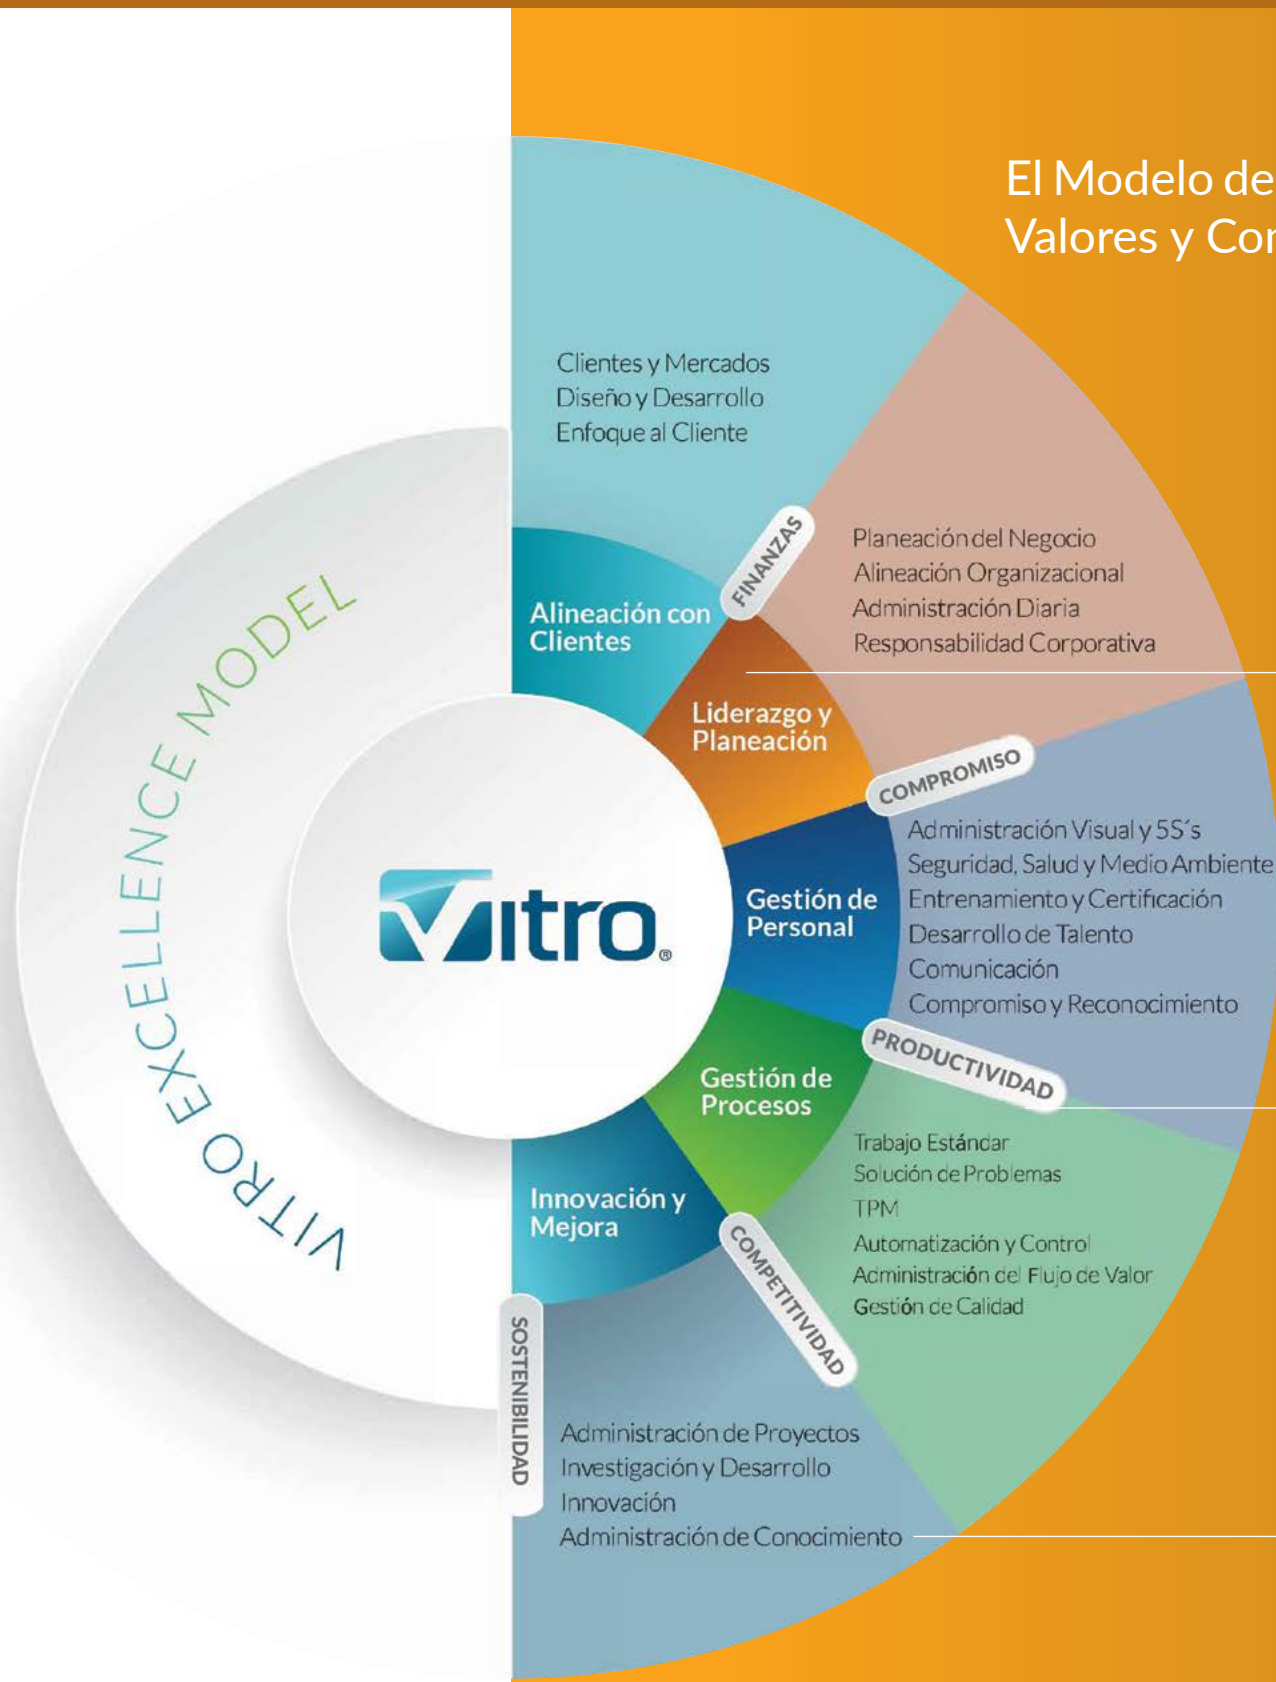 El Modelo de
Valores y Con
Clientes y Mercados
Diseño y Desarrollo
Enfoque al Cliente
FINANZAS
Alineación con
Clientes
Planeación del Negocio
Alineación Organizacional
Administración Diaria
Responsabilidad Corporativa
Liderazgo y
Planeación
COMPROMISO
Administración Visual y 5S´s
Seguridad, Salud y Medio Ambiente
Entrenamiento y Certificación
Desarrollo de Talento
Comunicación
Compromiso y Reconocimiento
Gestión de
Personal
VITRO EXCELLENCE MODEL
Vitro®
PRODUCTIVIDAD
Gestión de
Procesos
Trabajo Estándar
Solución de Problemas
TPM
Automatización y Control
Administración del Flujo de Valor
Gestión de Calidad
COMPETITIVIDAD
Innovación y
Mejora
SOSTENIBILIDAD
Administración de Proyectos
Investigación y Desarrollo
Innovación
Administración de Conocimiento